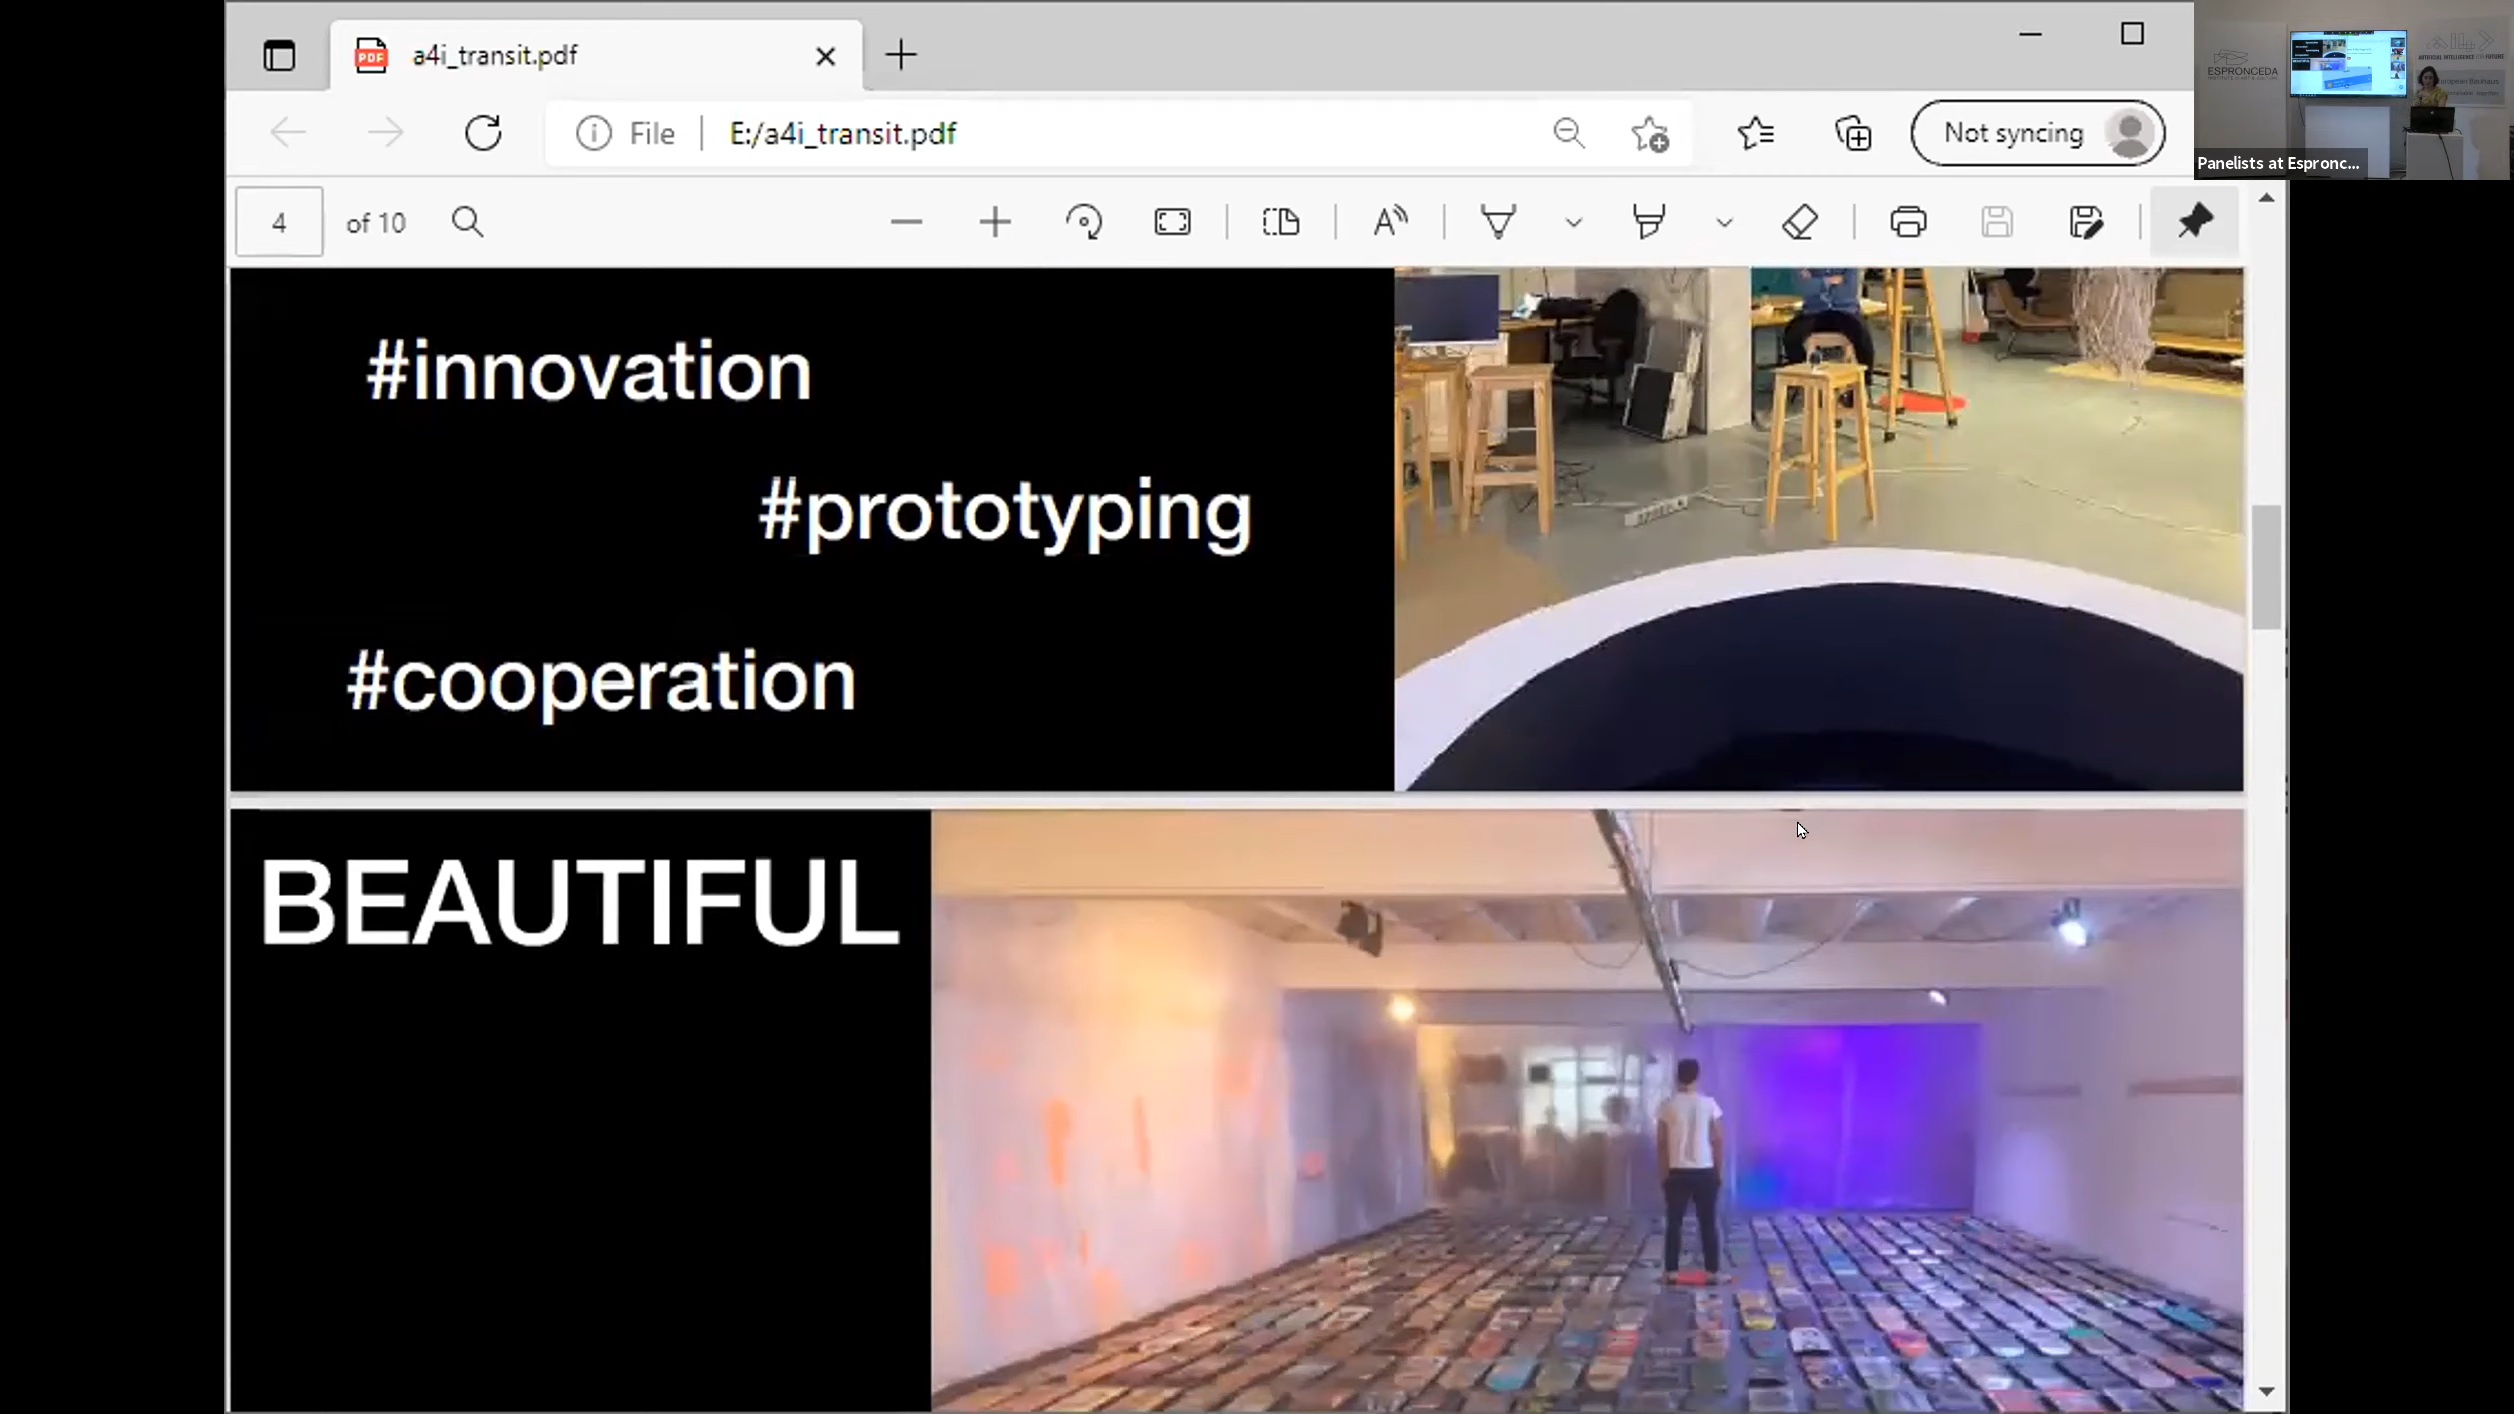 a4i_transit.pdf
File
E:/a4i_transit.pdf
Not syncing
4 of 10
#innovation
#prototyping
#cooperation
BEAUTIFUL
ESPRONCEDA
Panelists at Espronc...